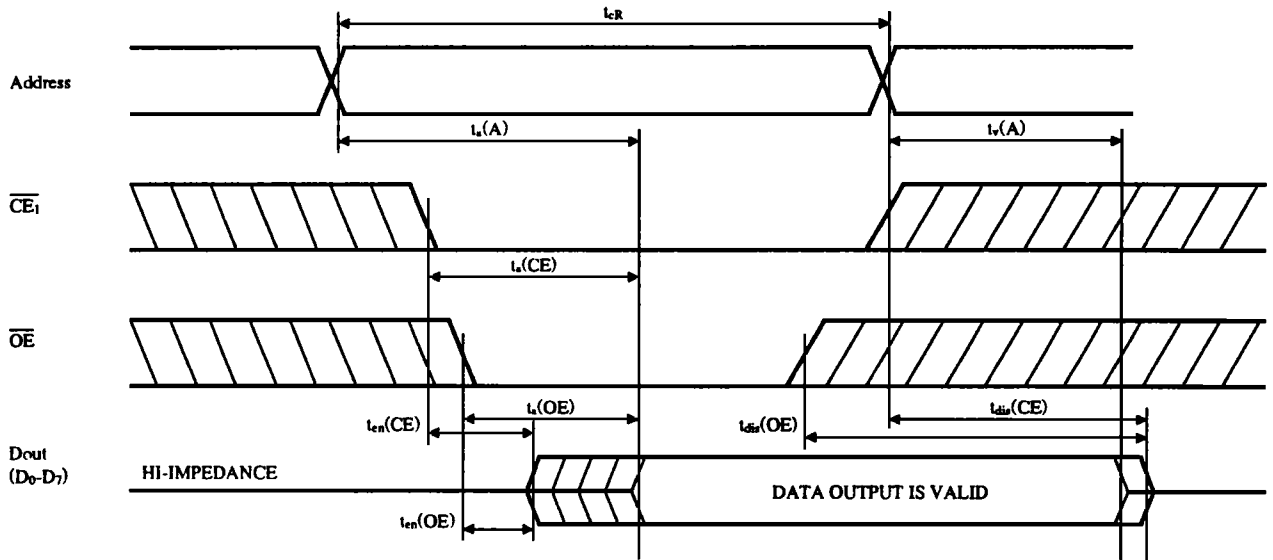 tcR
Address
ta(A)
tv(A)
CE1
ta(CE)
OE
ta(OE)
tdis(CE)
ten(CE)
tdis(OE)
Dout
(D0-D7)
HI-IMPEDANCE
DATA OUTPUT IS VALID
ten(OE)